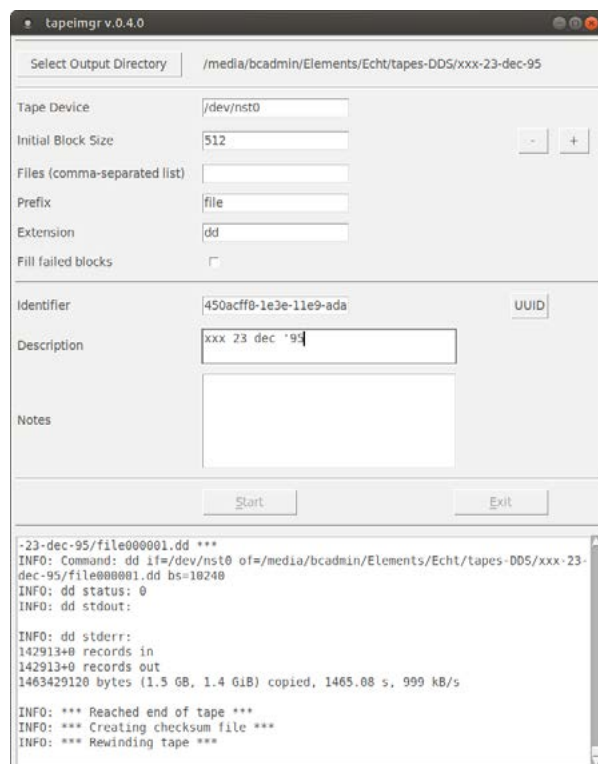 tapeimgr v.0.4.0
Select Output Directory /media/bcadmin/Elements/Echt/tapes-DDS/xxx-23-dec-95
Tape Device /dev/nst0
Initial Block Size 512 - +
Files (comma-separated list)
Prefix file
Extension dd
Fill failed blocks
Identifier 450acff8-1e3e-11e9-ada UUID
Description xxx 23 dec '95
Notes
Start Exit
-23-dec-95/file000001.dd ***
INFO: Command: dd if=/dev/nst0 of=/media/bcadmin/Elements/Echt/tapes-DDS/xxx-23-
dec-95/file000001.dd bs=10240
INFO: dd status: 0
INFO: dd stdout:
INFO: dd stderr:
142913+0 records in
142913+0 records out
1463429120 bytes (1.5 GB, 1.4 GiB) copied, 1465.08 s, 999 kB/s
INFO: *** Reached end of tape ***
INFO: *** Creating checksum file ***
INFO: *** Rewinding tape ***